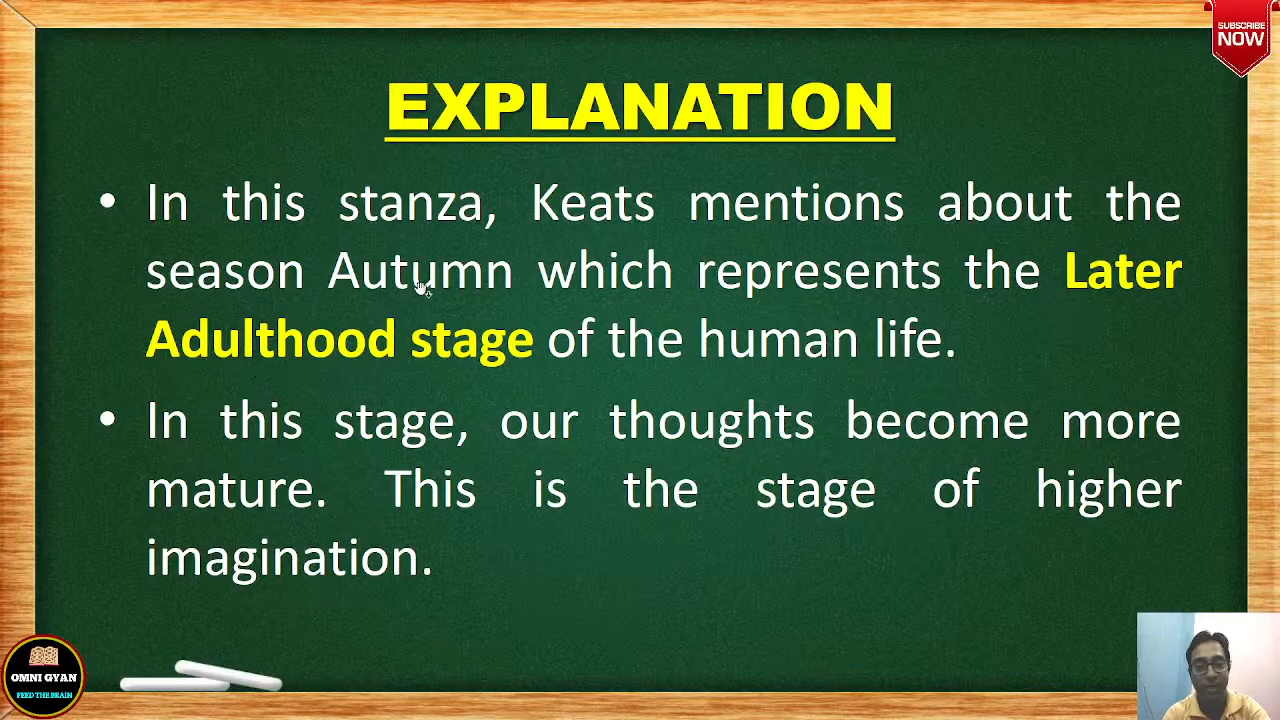 SUBSCRIBE
NOW
EXPLANATION
• In this stanza, Keats mentions about the
season Autumn which represents the Later
Adulthood stage of the human life.
• In this stage, our thoughts become more
mature. This is the stage of higher
imagination.
OMNI GYAN
FEED THE BRAIN